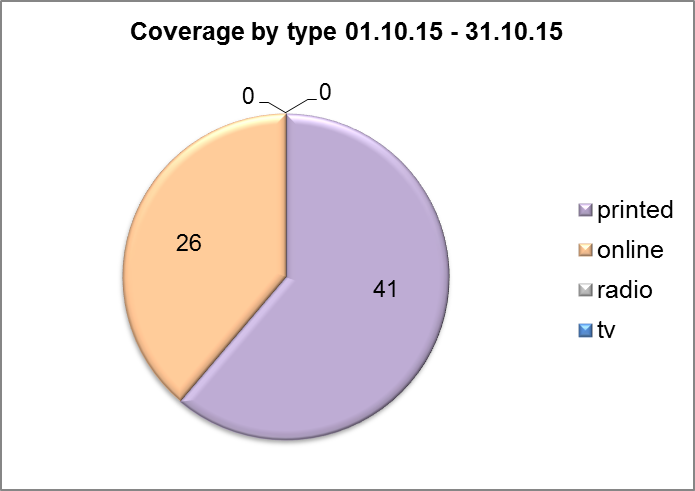 Coverage by type 01.10.15 - 31.10.15
0 0
26
41
printed
online
radio
tv